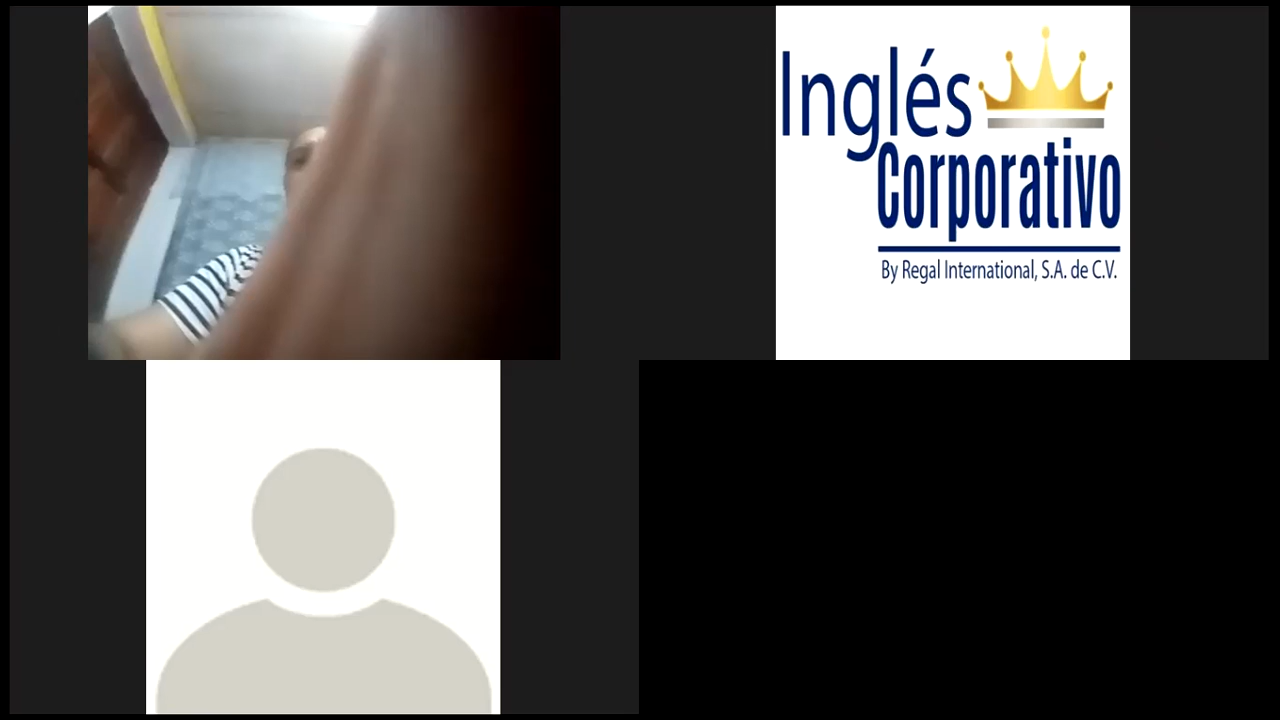 Inglés
Corporativo
By Regal International, S.A. de C.V.